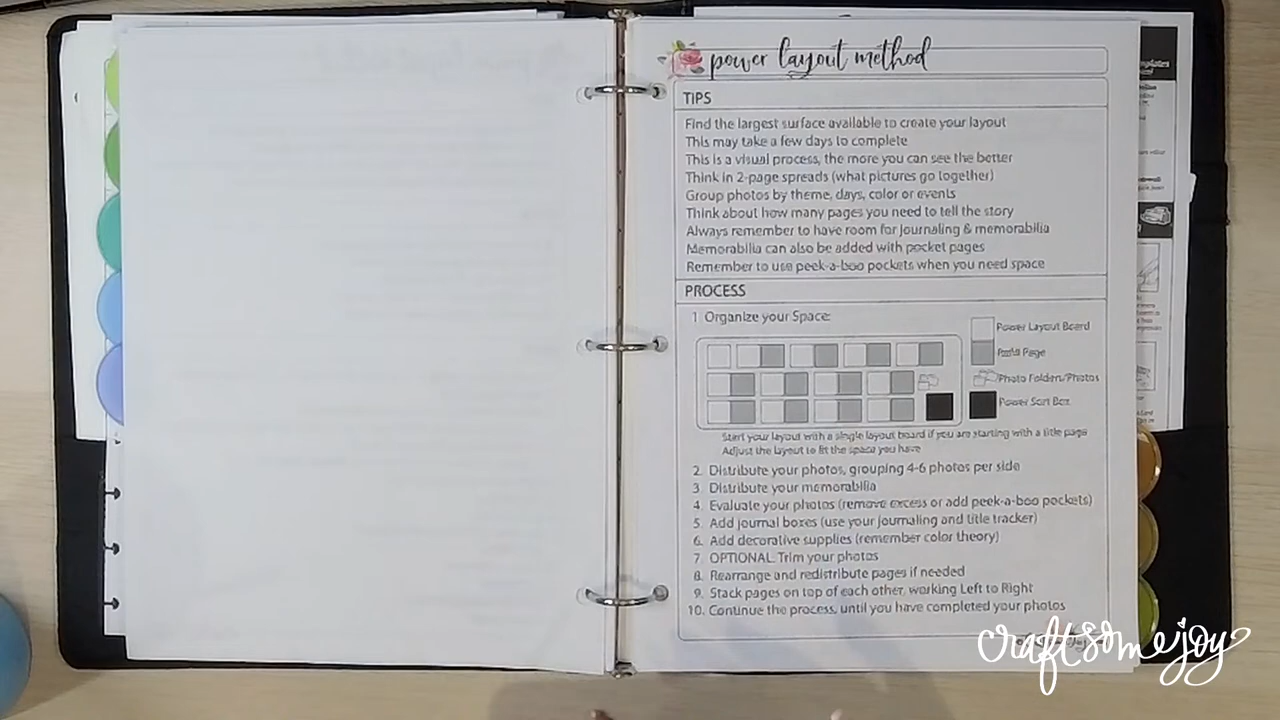 power layout method
TIPS
Find the largest surface available to create your layout
This may take a few days to complete
This is a visual process, the more you can see the better
Think in 2-page spreads (what pictures go together)
Group photos by theme, days, color or events
Think about how many pages you need to tell the story
Always remember to have room for journaling & memorabilia
Memorabilia can also be added with pocket pages
Remember to use peek-a-boo pockets when you need space
PROCESS
1 Organize your Space:
Power Layout Board
Refill Page
Photo Folders/Photos
Power Sort Box
Start your layout with a single layout board if you are starting with a title page
Adjust the layout to fit the space you have
2. Distribute your photos, grouping 4-6 photos per side
3. Distribute your memorabilia
4. Evaluate your photos (remove excess or add peek-a-boo pockets)
5. Add journal boxes (use your journaling and title tracker)
6. Add decorative supplies (remember color theory)
7. OPTIONAL Trim your photos
8. Rearrange and redistribute pages if needed
9. Stack pages on top of each other, working Left to Right
10. Continue the process, until you have completed your photos
craftsomejoy